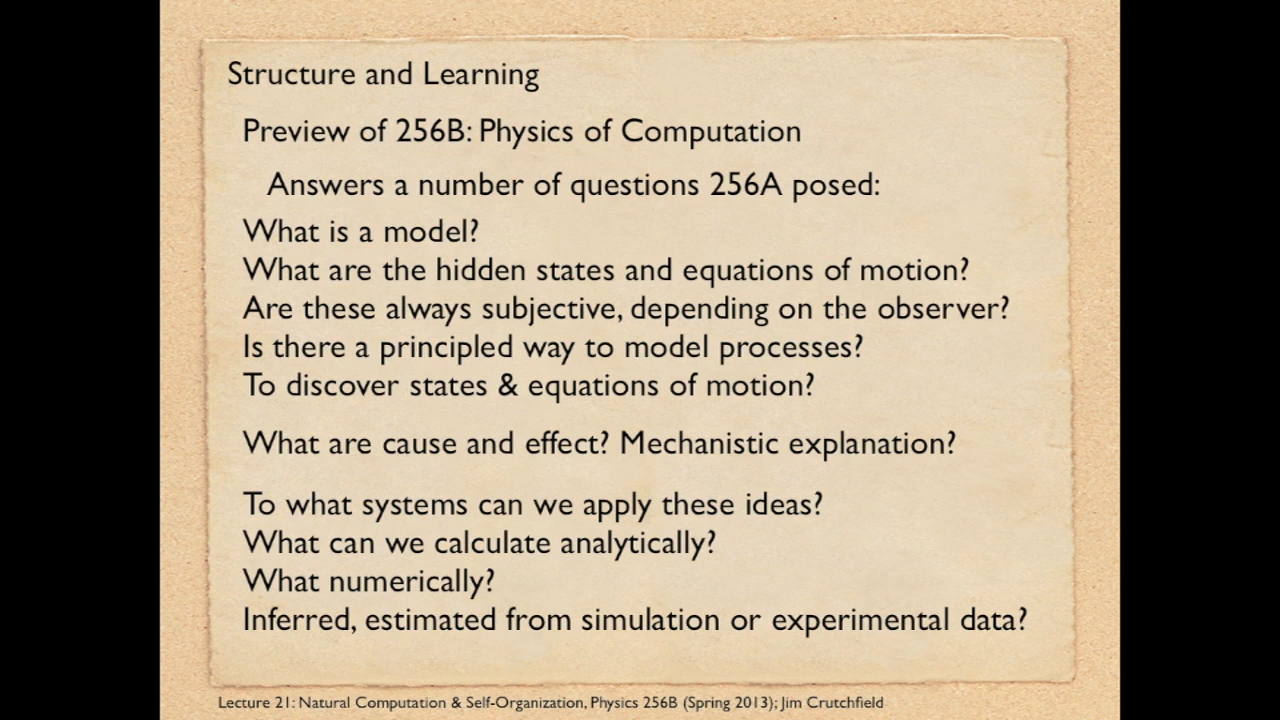 Structure and Learning
Preview of 256B: Physics of Computation
Answers a number of questions 256A posed:
What is a model?
What are the hidden states and equations of motion?
Are these always subjective, depending on the observer?
Is there a principled way to model processes?
To discover states & equations of motion?
What are cause and effect? Mechanistic explanation?
To what systems can we apply these ideas?
What can we calculate analytically?
What numerically?
Inferred, estimated from simulation or experimental data?
Lecture 21: Natural Computation & Self-Organization, Physics 256B (Spring 2013); Jim Crutchfield